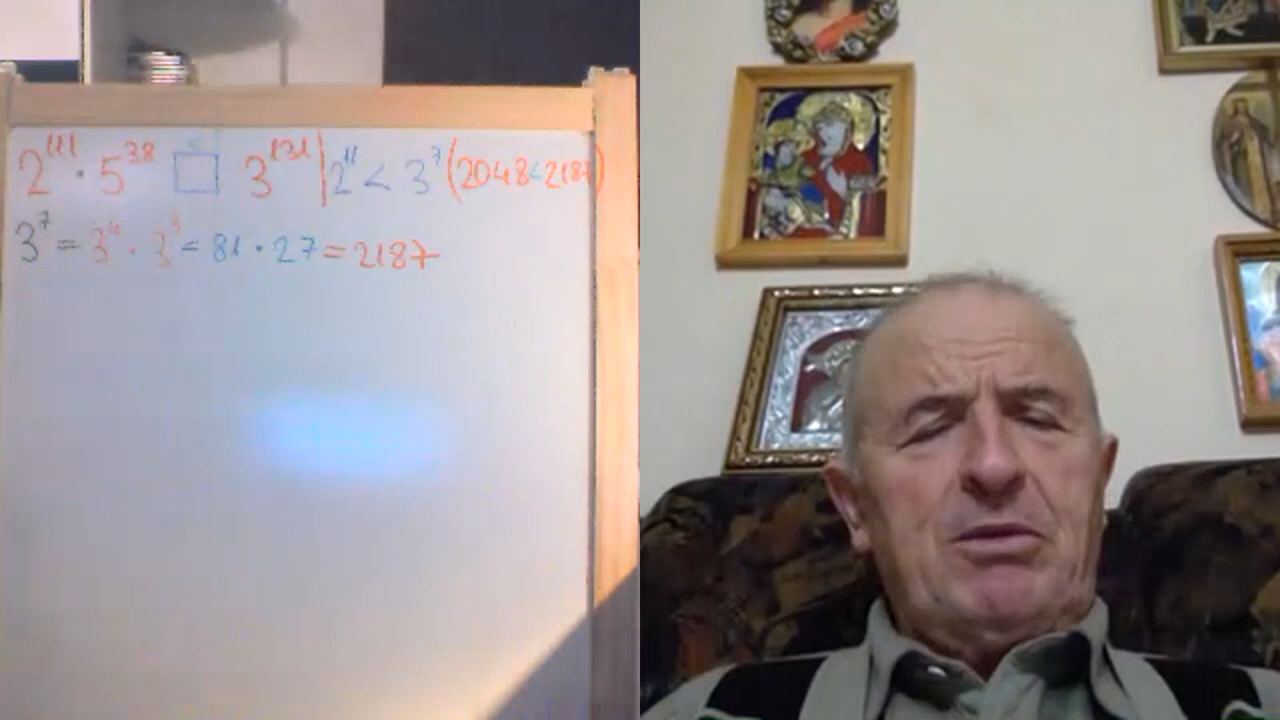 2^111 · 5^38 □ 3^131 | 2^11 < 3^7 (2048<2187)
3^7 = 3^4 · 3^3 = 81 · 27 = 2187